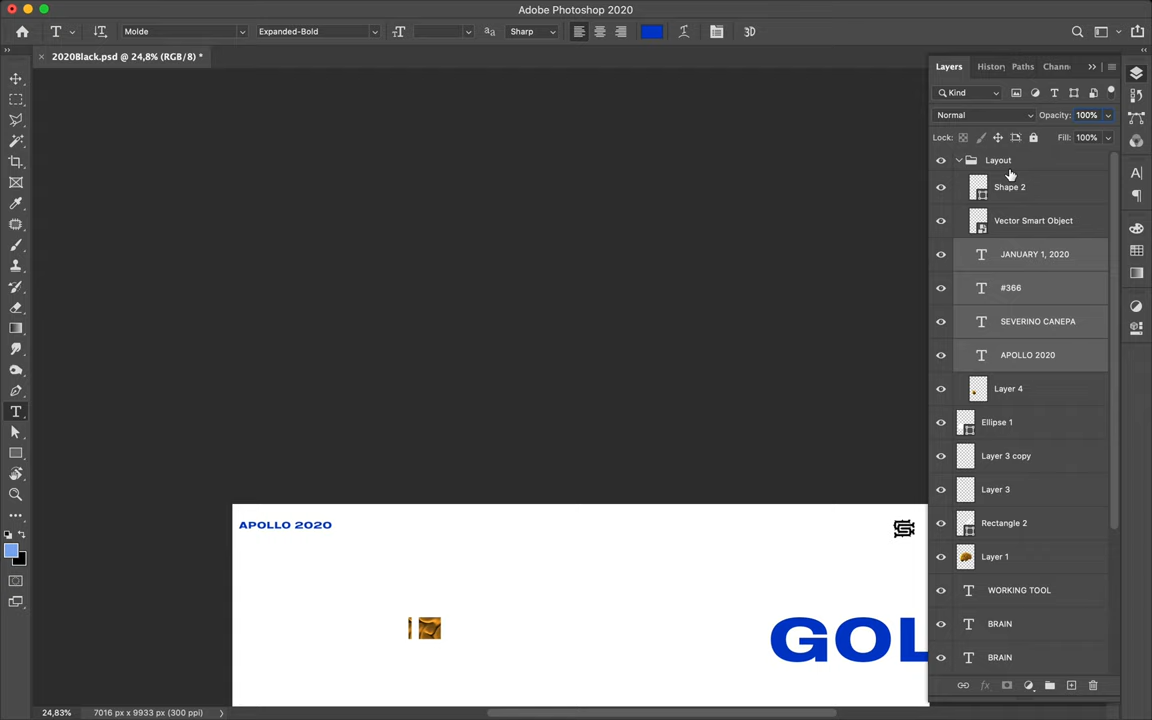 Adobe Photoshop 2020
Molde
Expanded-Bold
Sharp
3D
2020Black.psd @ 24,8% (RGB/8) *
Layers
History
Paths
Chann
Kind
Normal
Opacity: 100%
Lock:
Fill: 100%
Layout
Shape 2
Vector Smart Object
JANUARY 1, 2020
#366
SEVERINO CANEPA
APOLLO 2020
Layer 4
Ellipse 1
Layer 3 copy
Layer 3
Rectangle 2
Layer 1
WORKING TOOL
BRAIN
BRAIN
APOLLO 2020
GOL
24,83%
7016 px x 9933 px (300 ppi)